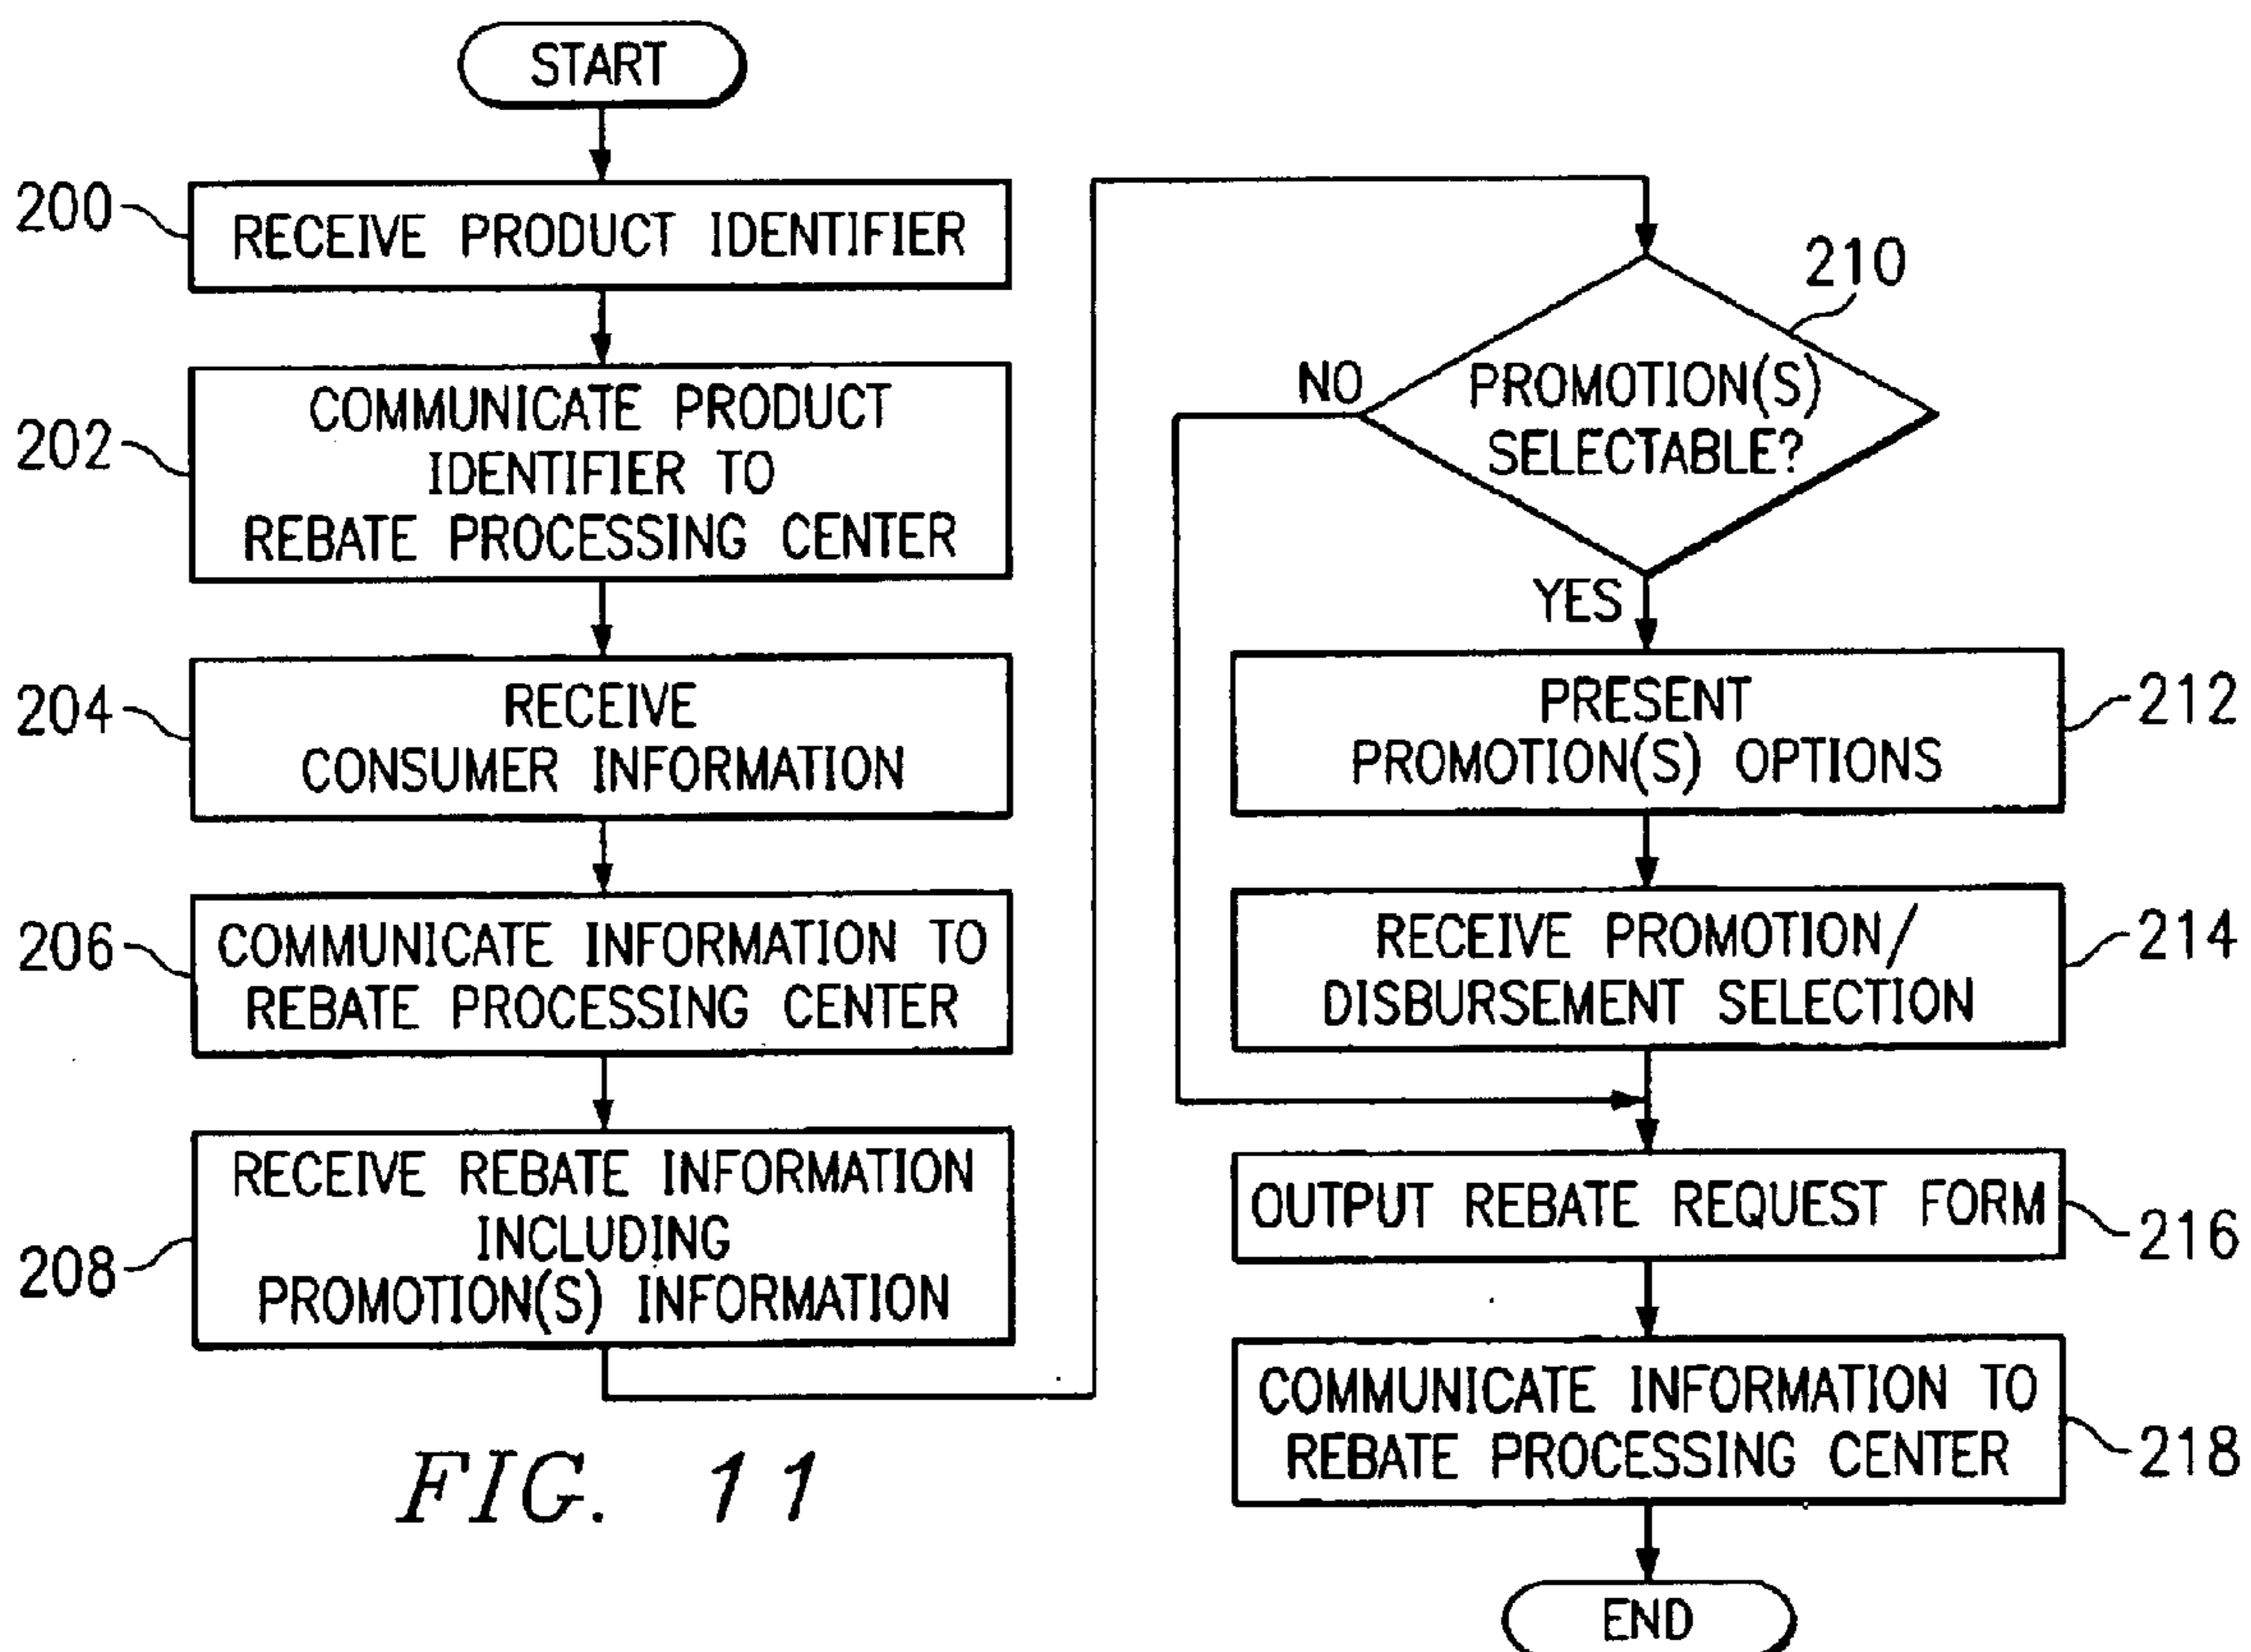 START
200
RECEIVE PRODUCT IDENTIFIER
202
COMMUNICATE PRODUCT
IDENTIFIER TO
REBATE PROCESSING CENTER
204
RECEIVE
CONSUMER INFORMATION
206
COMMUNICATE INFORMATION TO
REBATE PROCESSING CENTER
208
RECEIVE REBATE INFORMATION
INCLUDING
PROMOTION(S) INFORMATION
FIG. 11
210
PROMOTION(S)
SELECTABLE?
NO
YES
PRESENT
PROMOTION(S) OPTIONS
212
RECEIVE PROMOTION/
DISBURSEMENT SELECTION
214
OUTPUT REBATE REQUEST FORM
216
COMMUNICATE INFORMATION TO
REBATE PROCESSING CENTER
218
END